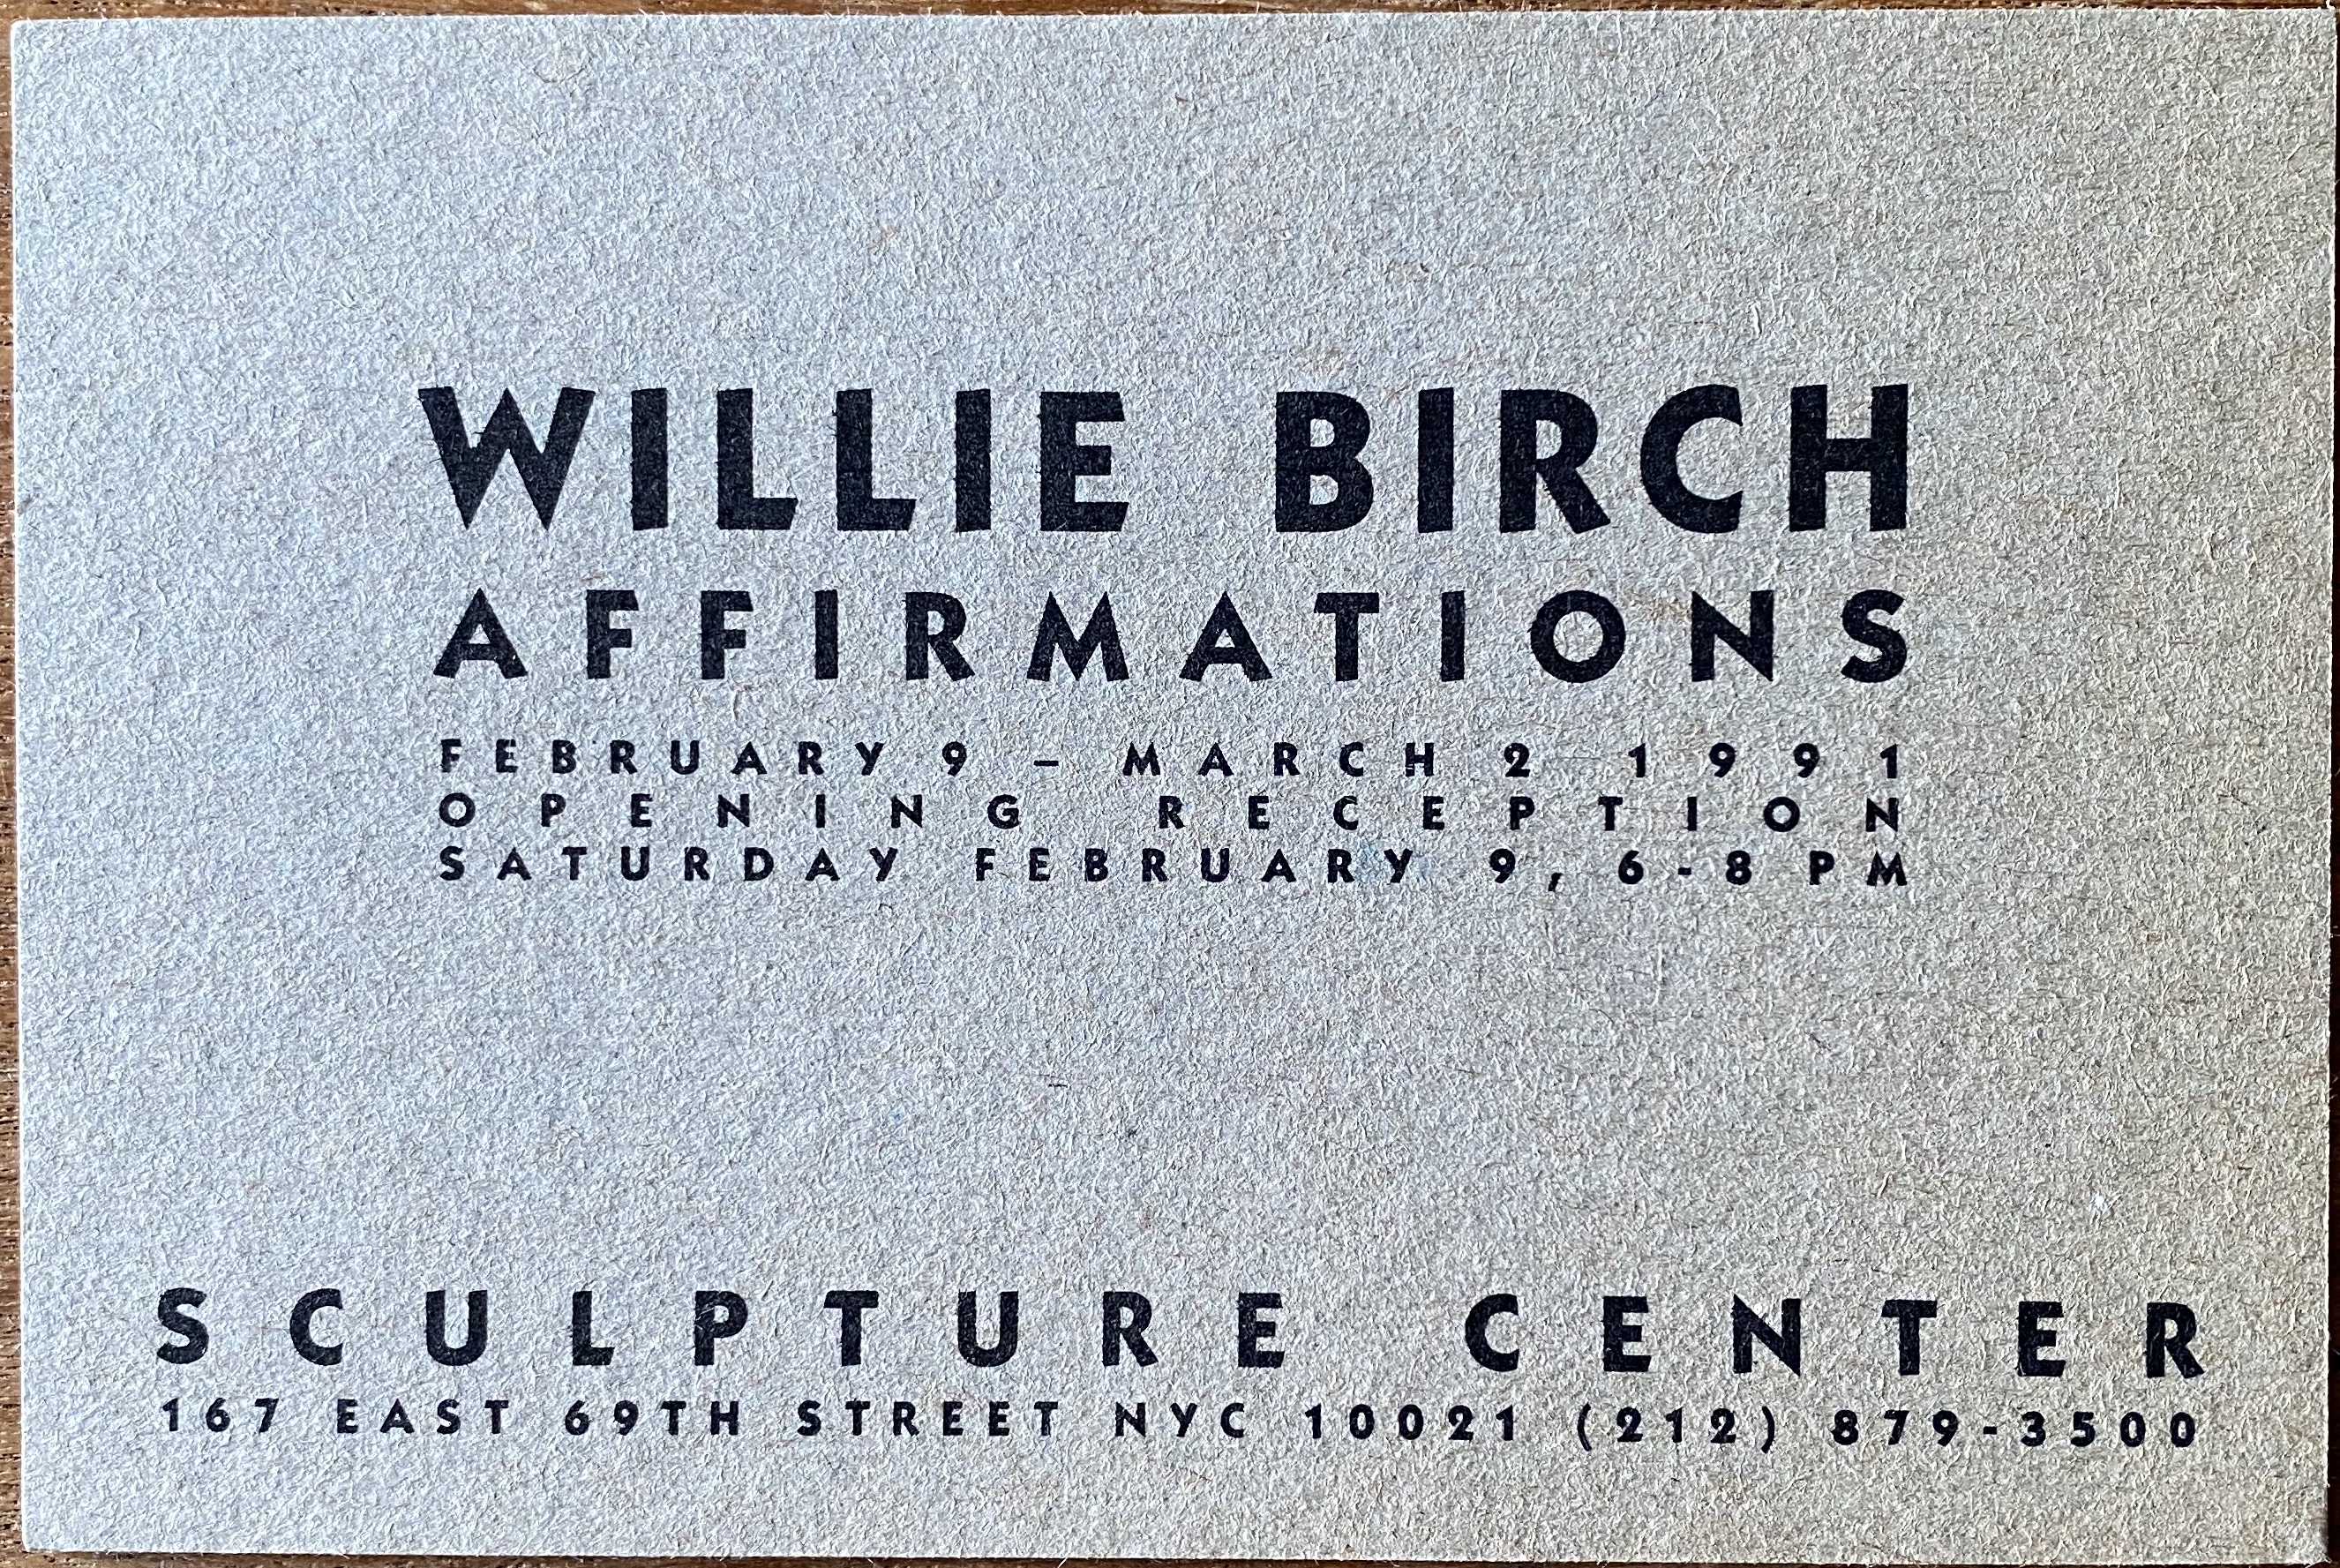 WILLIE BIRCH
AFFIRMATIONS
FEBRUARY 9 – MARCH 2 1991
OPENING RECEPTION
SATURDAY FEBRUARY 9, 6-8 PM
SCULPTURE CENTER
167 EAST 69TH STREET NYC 10021 (212) 879-3500